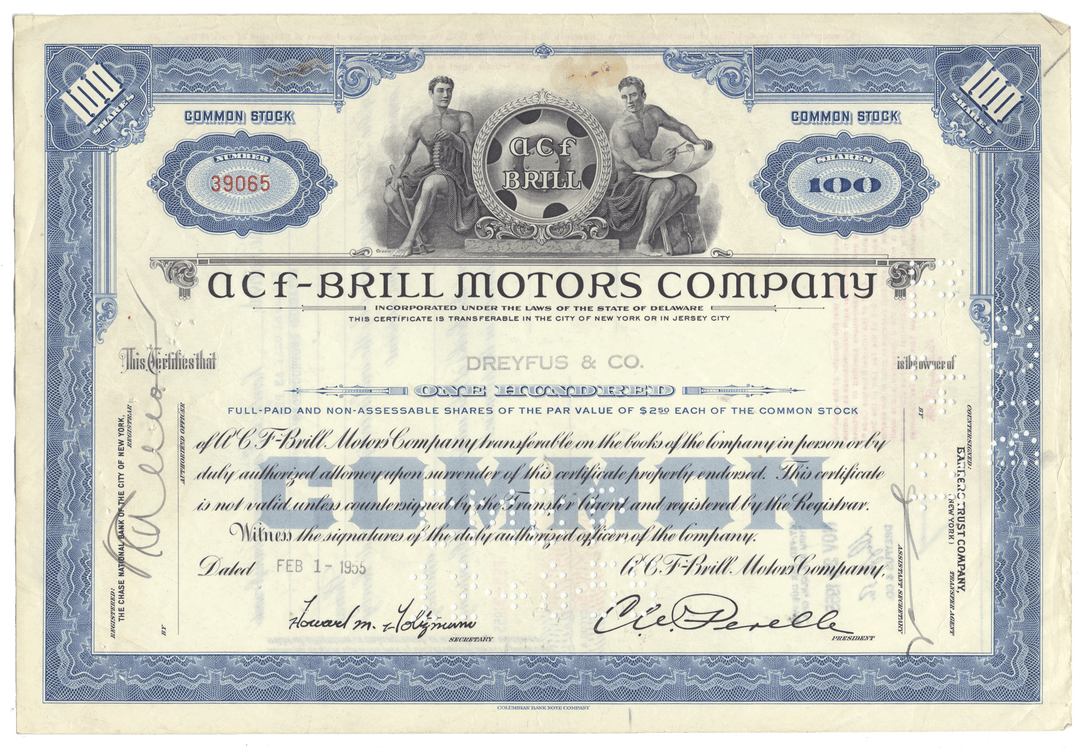 100
SHARES
100
SHARES
COMMON STOCK
COMMON STOCK
NUMBER
39065
ACF
BRILL
SHARES
100
ACF-BRILL MOTORS COMPANY
INCORPORATED UNDER THE LAWS OF THE STATE OF DELAWARE
THIS CERTIFICATE IS TRANSFERABLE IN THE CITY OF NEW YORK OR IN JERSEY CITY
This Certifies that DREYFUS & CO. is the owner of
ONE HUNDRED
FULL-PAID AND NON-ASSESSABLE SHARES OF THE PAR VALUE OF $2.50 EACH OF THE COMMON STOCK
of A.C.F-Brill Motors Company transferable on the books of the company in person or by
duly authorized attorney upon surrender of this certificate properly endorsed. This certificate
is not valid unless countersigned by the Transfer Agent and registered by the Registrar.
Witness the signatures of the duly authorized officers of the company.
COMMON
Dated FEB 1 - 1955 A.C.F-Brill Motors Company,
SECRETARY
PRESIDENT
REGISTERED:
THE CHASE NATIONAL BANK OF THE CITY OF NEW YORK,
REGISTRAR
BY
AUTHORIZED OFFICER
COUNTERSIGNED:
BANKERS TRUST COMPANY,
(NEW YORK)
TRANSFER AGENT
BY
ASSISTANT SECRETARY
COLUMBIAN BANK NOTE COMPANY